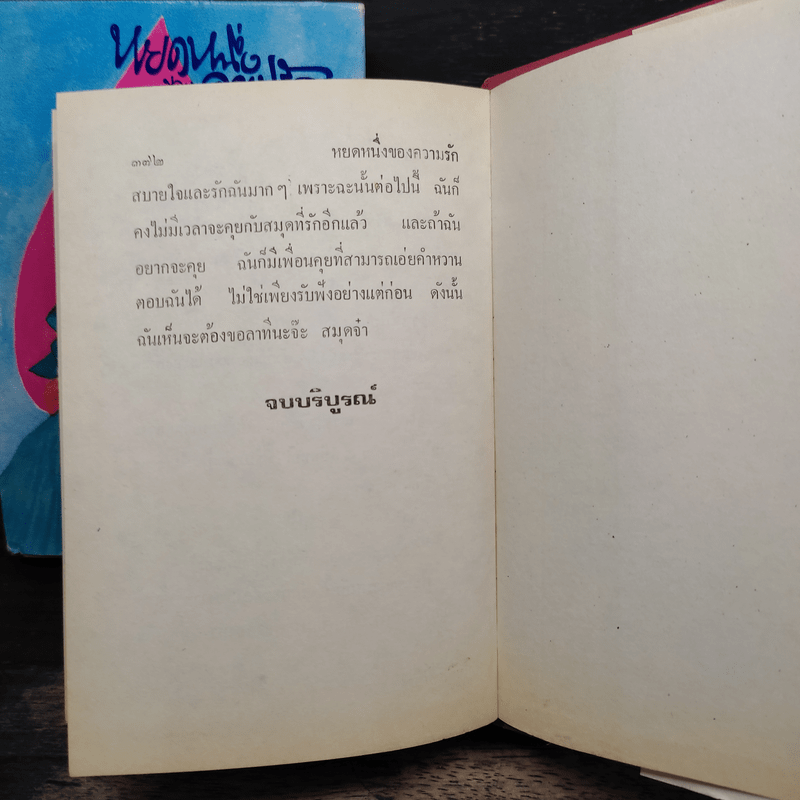 หยดหนึ่ง
๓๗๒ หยดหนึ่งของความรัก
สบายใจและรักฉันมาก ๆ เพราะฉะนั้นต่อไปนี้ ฉันก็
คงไม่มีเวลาจะคุยกับสมุดที่รักอีกแล้ว และถ้าฉัน
อยากจะคุย ฉันก็มีเพื่อนคุยที่สามารถเอ่ยคำหวาน
ตอบฉันได้ ไม่ใช่เพียงรับฟังอย่างแต่ก่อน ดังนั้น
ฉันเห็นจะต้องขอลาทีนะจ๊ะ สมุดจ๋า
จบบริบูรณ์